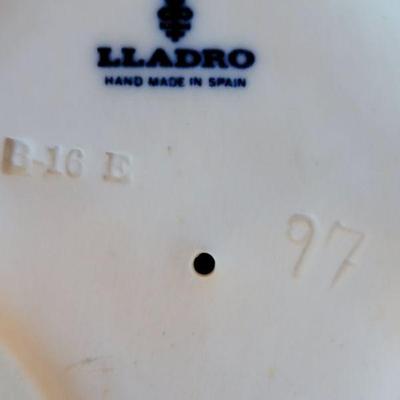 LLADRO
HAND MADE IN SPAIN
B-16 E
97